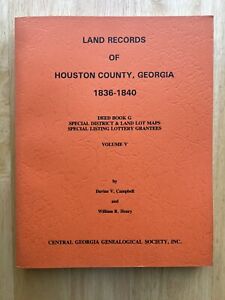 LAND RECORDS
OF
HOUSTON COUNTY, GEORGIA
1836-1840
DEED BOOK G
SPECIAL DISTRICT & LAND LOT MAPS
SPECIAL LISTING LOTTERY GRANTEES
VOLUME V
by
Davine V. Campbell
and
William R. Henry
CENTRAL GEORGIA GENEALOGICAL SOCIETY, INC.